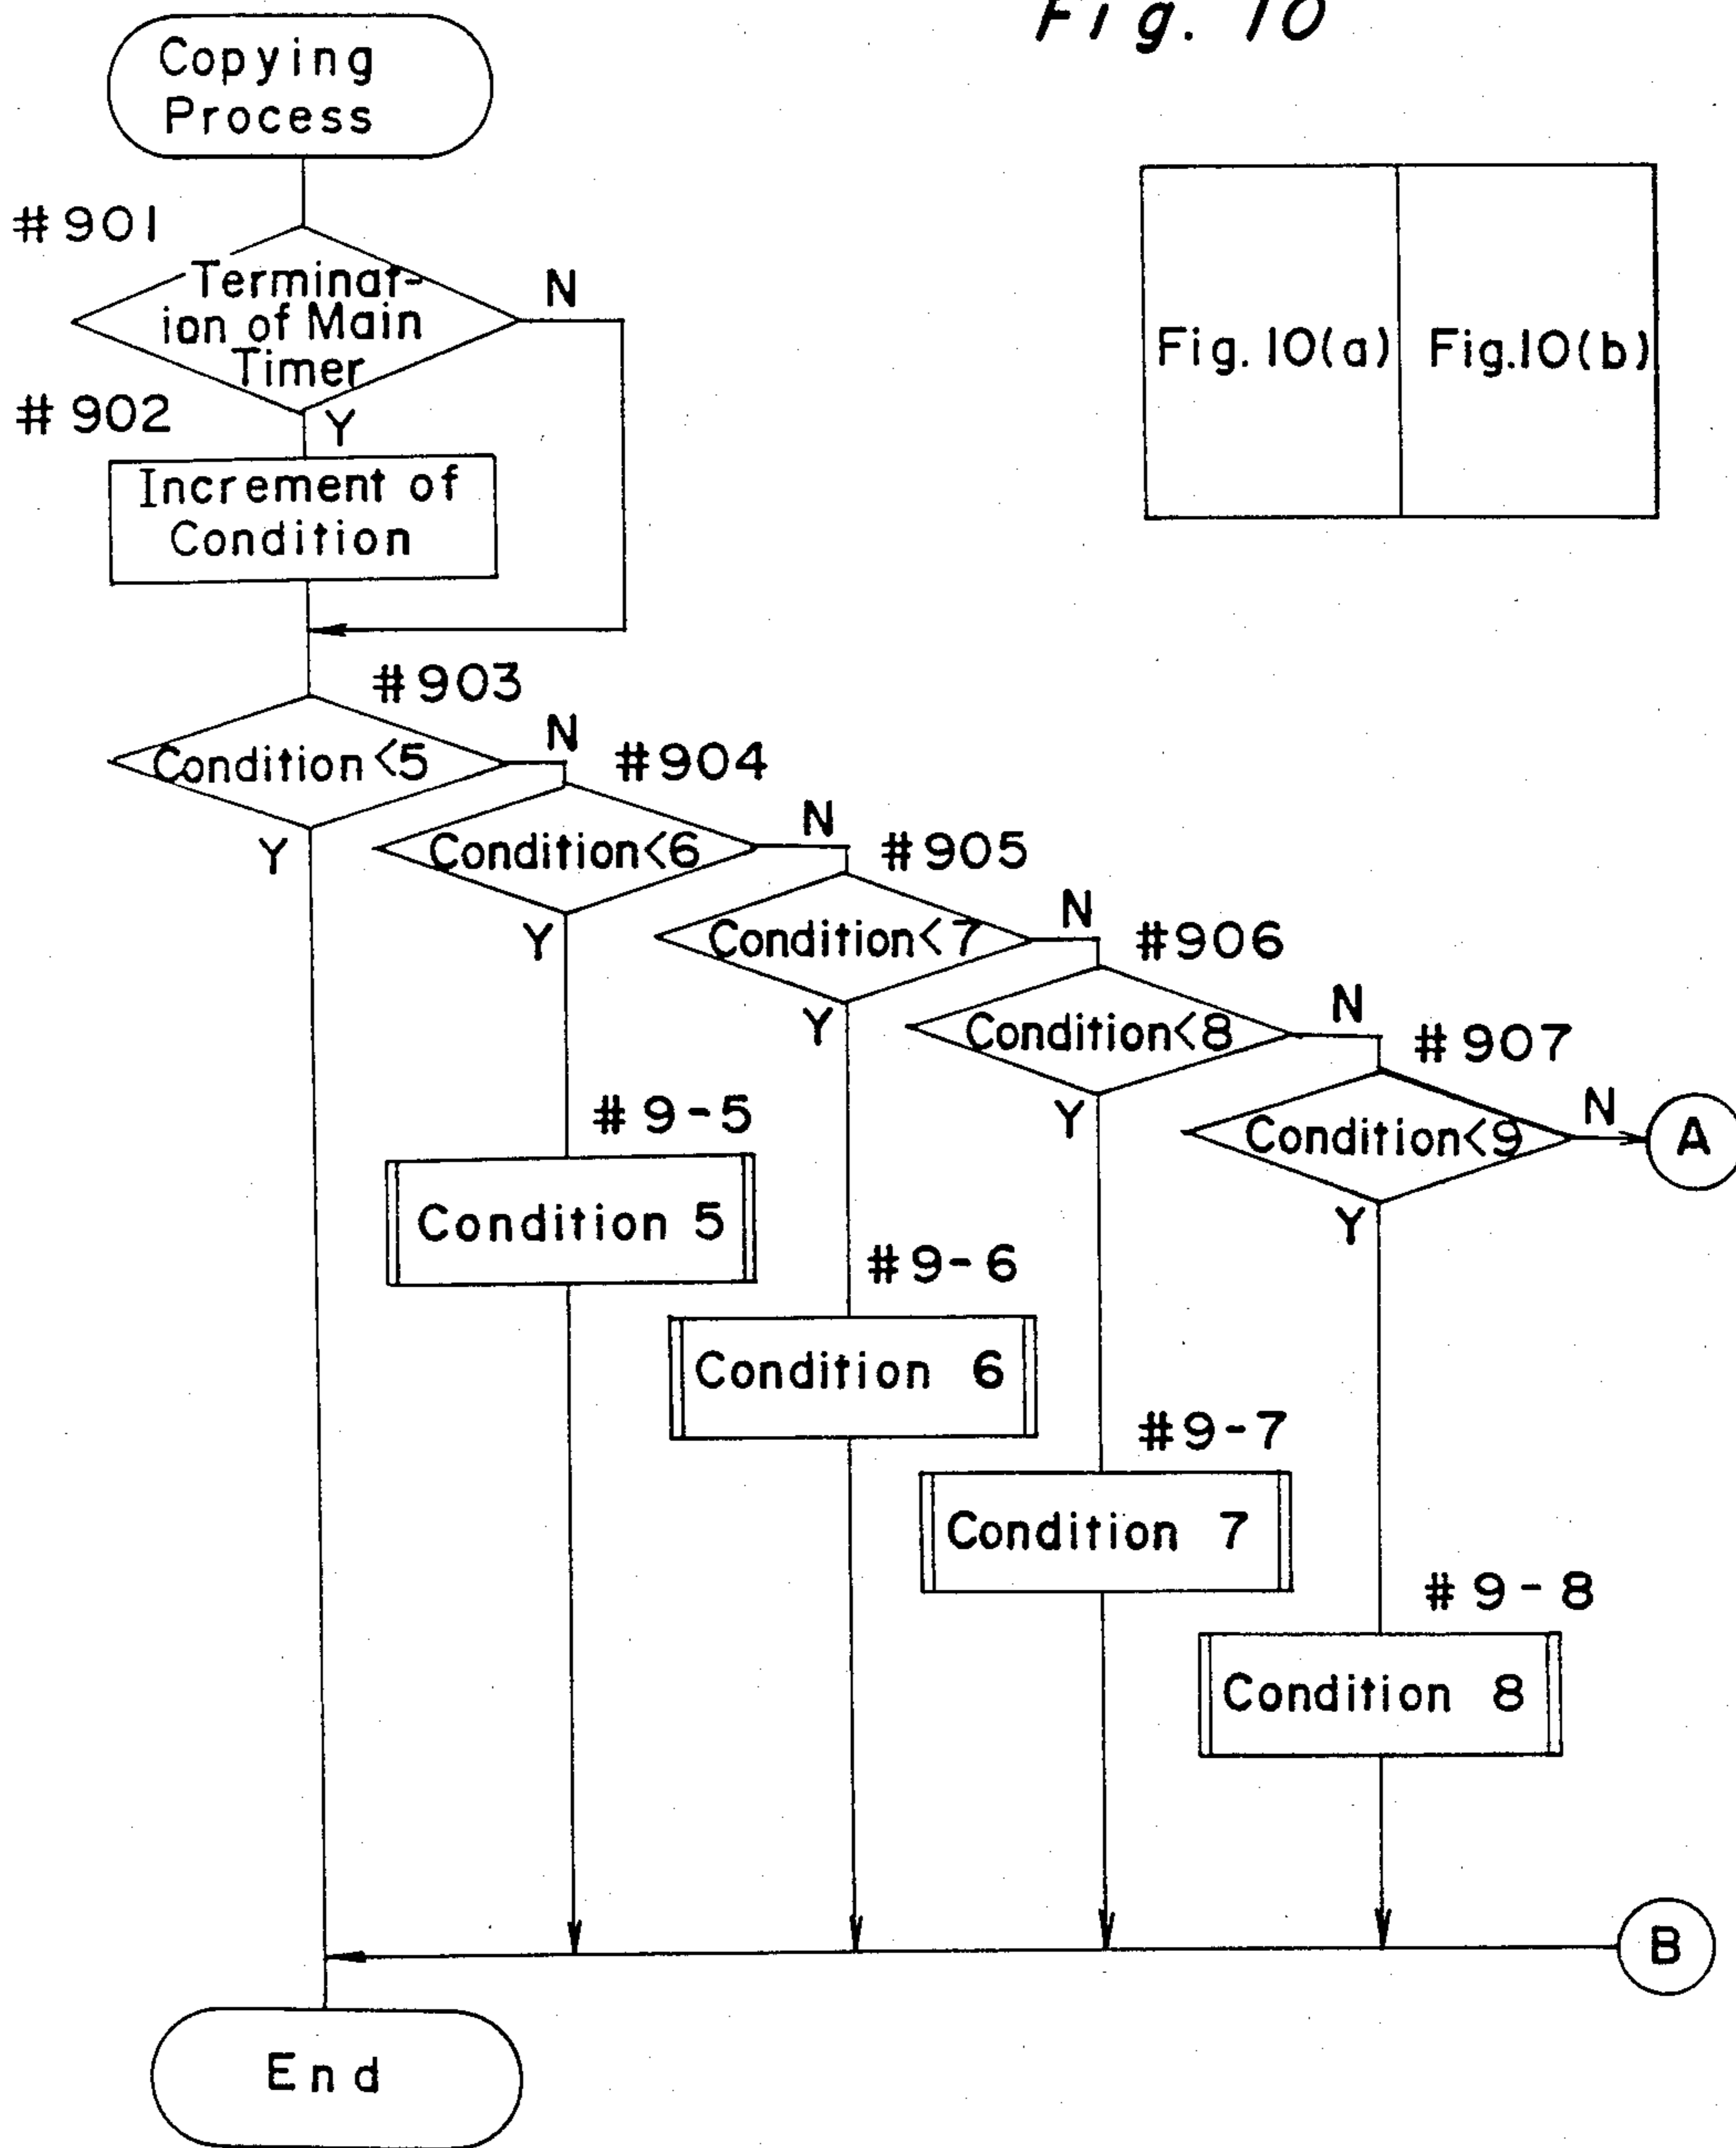 Fig. 10
Copying
Process
#901
Terminat-
ion of Main
Timer
N
#902
Y
Increment of
Condition
Fig. 10(a)
Fig.10(b)
#903
Condition<5
N
Y
#904
Condition<6
N
Y
#905
Condition<7
N
Y
#906
Condition<8
N
Y
#907
Condition<9
N
A
Y
#9-5
Condition 5
#9-6
Condition 6
#9-7
Condition 7
#9-8
Condition 8
B
End